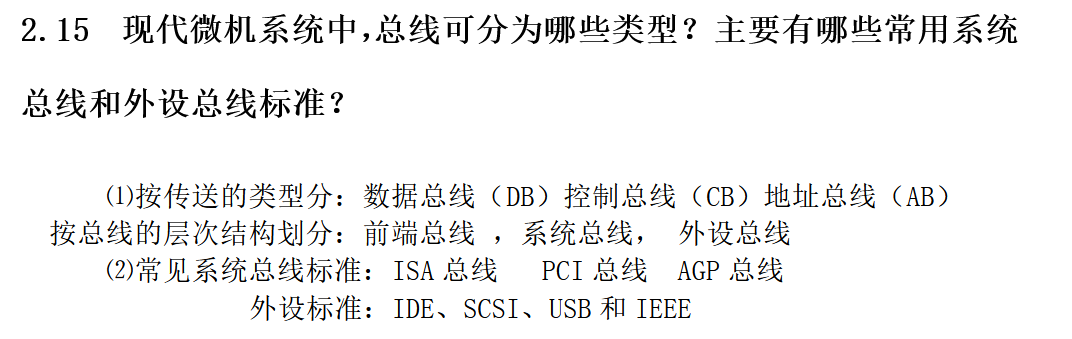 2.15 现代微机系统中,总线可分为哪些类型？主要有哪些常用系统
总线和外设总线标准？
⑴按传送的类型分：数据总线（DB）控制总线（CB）地址总线（AB）
按总线的层次结构划分：前端总线 ，系统总线， 外设总线
⑵常见系统总线标准：ISA 总线 PCI 总线 AGP 总线
外设标准：IDE、SCSI、USB 和 IEEE